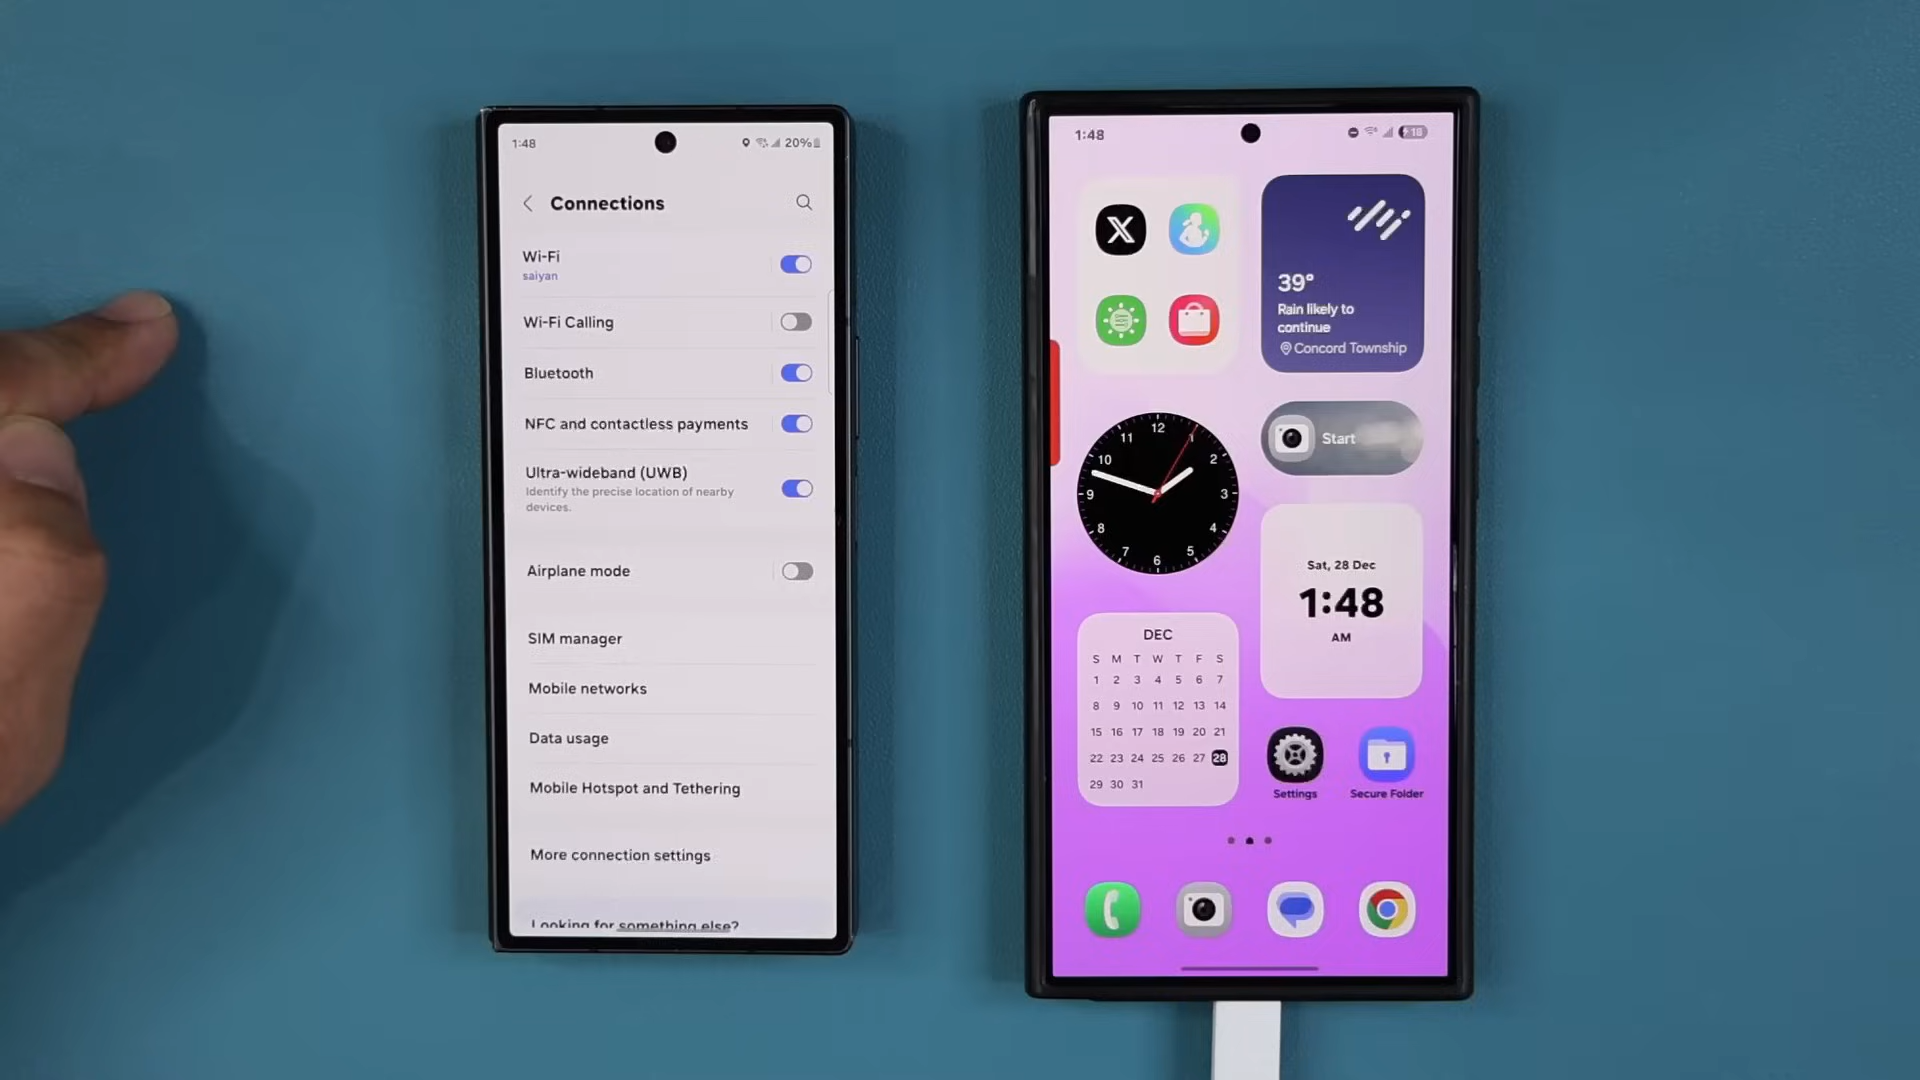 1:48
20%
Connections
Wi-Fi
saiyan
Wi-Fi Calling
Bluetooth
NFC and contactless payments
Ultra-wideband (UWB)
Identify the precise location of nearby
devices.
Airplane mode
SIM manager
Mobile networks
Data usage
Mobile Hotspot and Tethering
More connection settings
Looking for something else?
1:48
18
39°
Rain likely to
continue
Concord Township
12
1
2
3
4
5
6
7
8
9
10
11
Start
Sat, 28 Dec
1:48
AM
DEC
S M T W T F S
1 2 3 4 5 6 7
8 9 10 11 12 13 14
15 16 17 18 19 20 21
22 23 24 25 26 27 28
29 30 31
Settings
Secure Folder